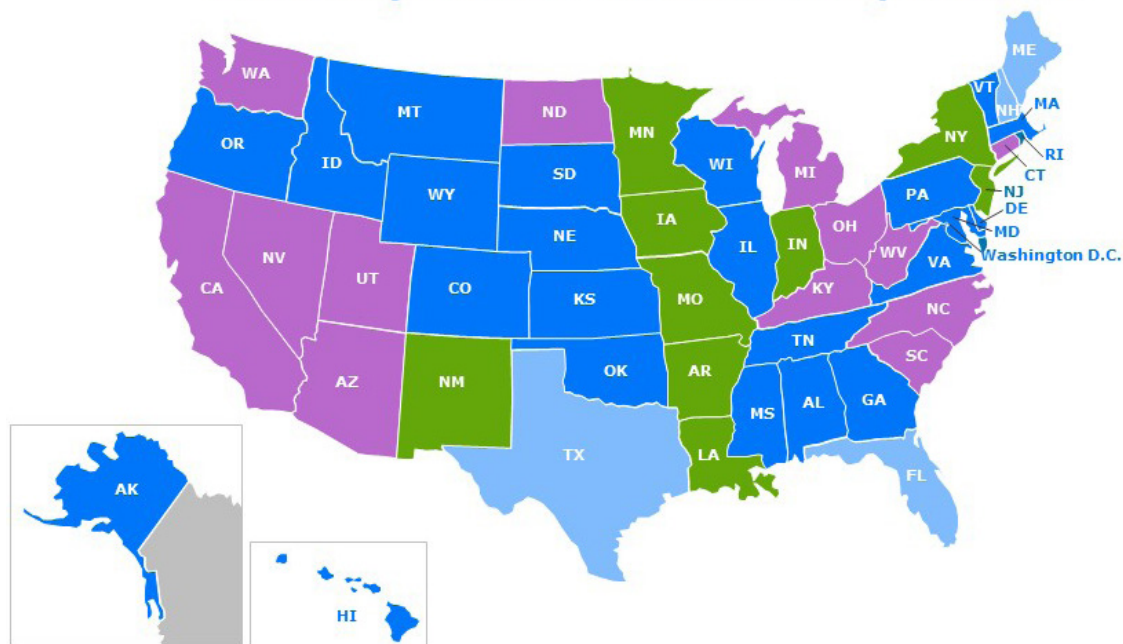 ME
WA
VT
NH
MA
MT
ND
MN
NY
OR
ID
WI
MI
RI
CT
SD
WY
PA
NJ
DE
IA
NE
OH
MD
IL
IN
WV
Washington D.C.
NV
VA
UT
CA
CO
KS
MO
KY
NC
TN
SC
AZ
NM
OK
AR
MS
AL
GA
TX
LA
FL
AK
HI